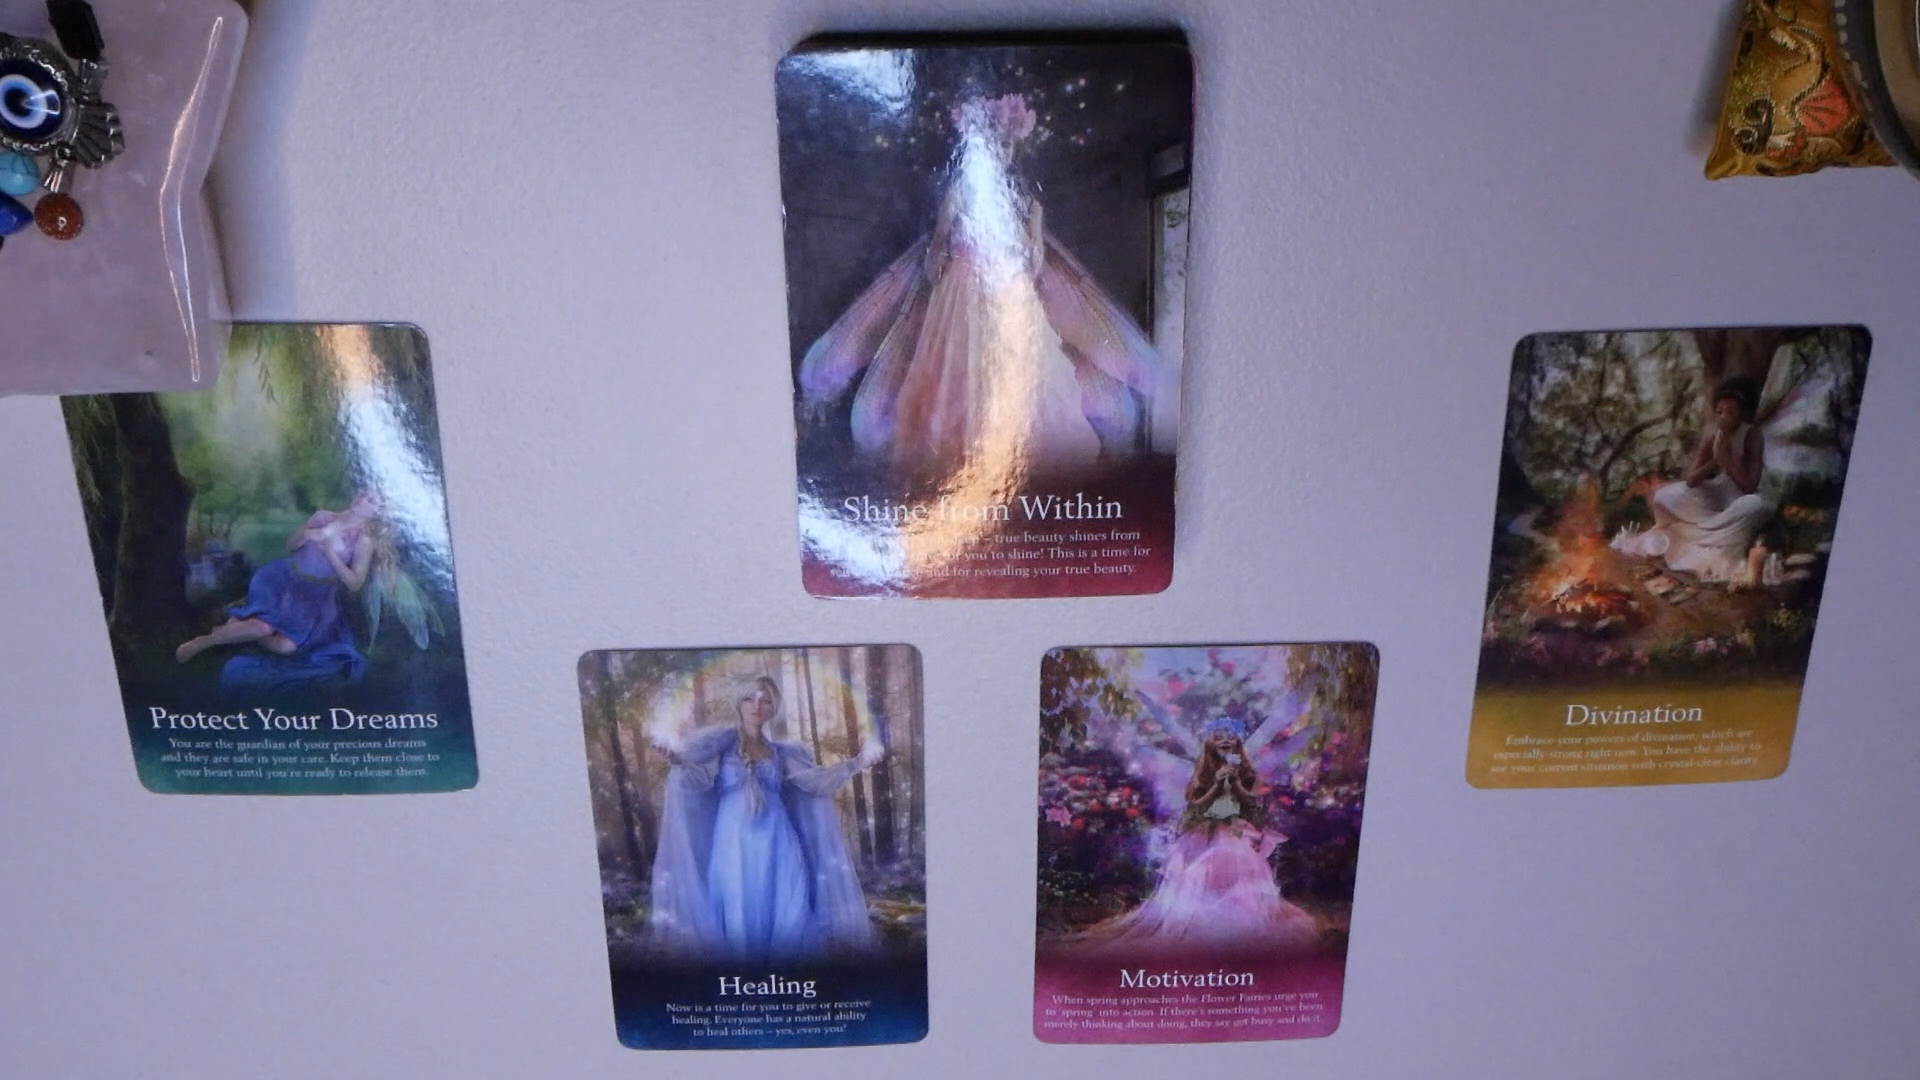 Shine from Within
– true beauty shines from
you to shine! This is a time for
and for revealing your true beauty.
Protect Your Dreams
You are the guardian of your precious dreams
and they are safe in your care. Keep them close to
your heart until you're ready to release them.
Divination
Embrace your powers of divination, which are
especially strong right now. You have the ability to
see your current situation with crystal-clear clarity.
Healing
Now is a time for you to give or receive
healing. Everyone has a natural ability
to heal others – yes, even you!
Motivation
When spring approaches the Flower Fairies urge you
to 'spring' into action. If there's something you've been
merely thinking about doing, they say get busy and do it.